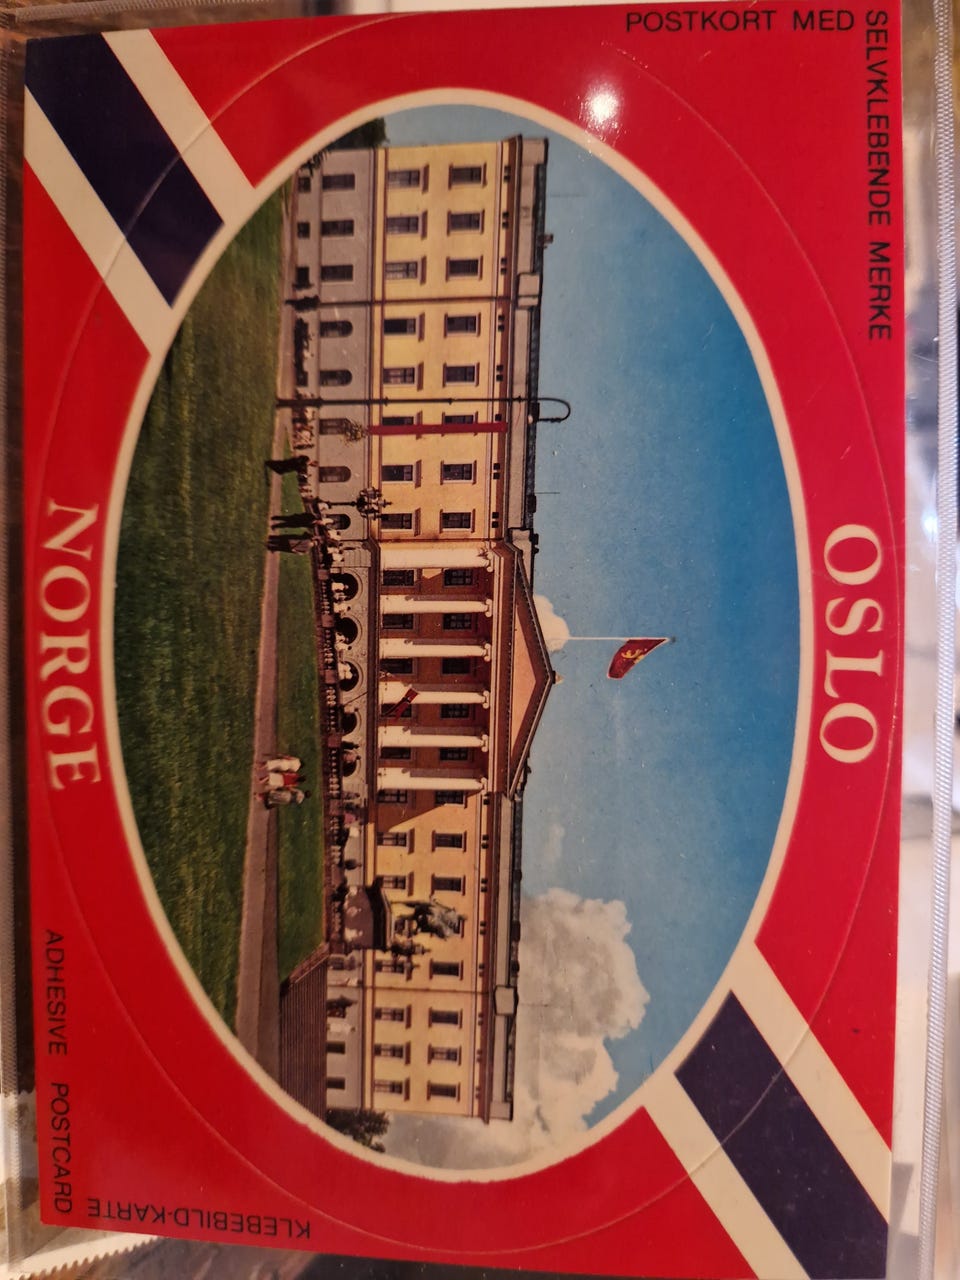 POSTKORT MED
SELVKLEBENDE MERKE
OSLO
NORGE
ADHESIVE POSTCARD
KLEBEBILD-KARTE